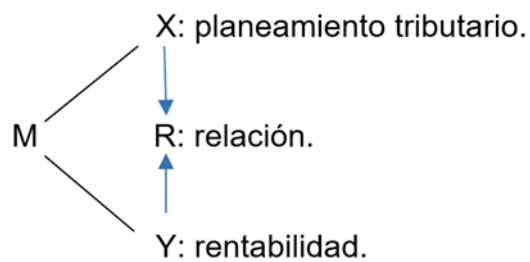 X: planeamiento tributario.
M
R: relación.
Y: rentabilidad.